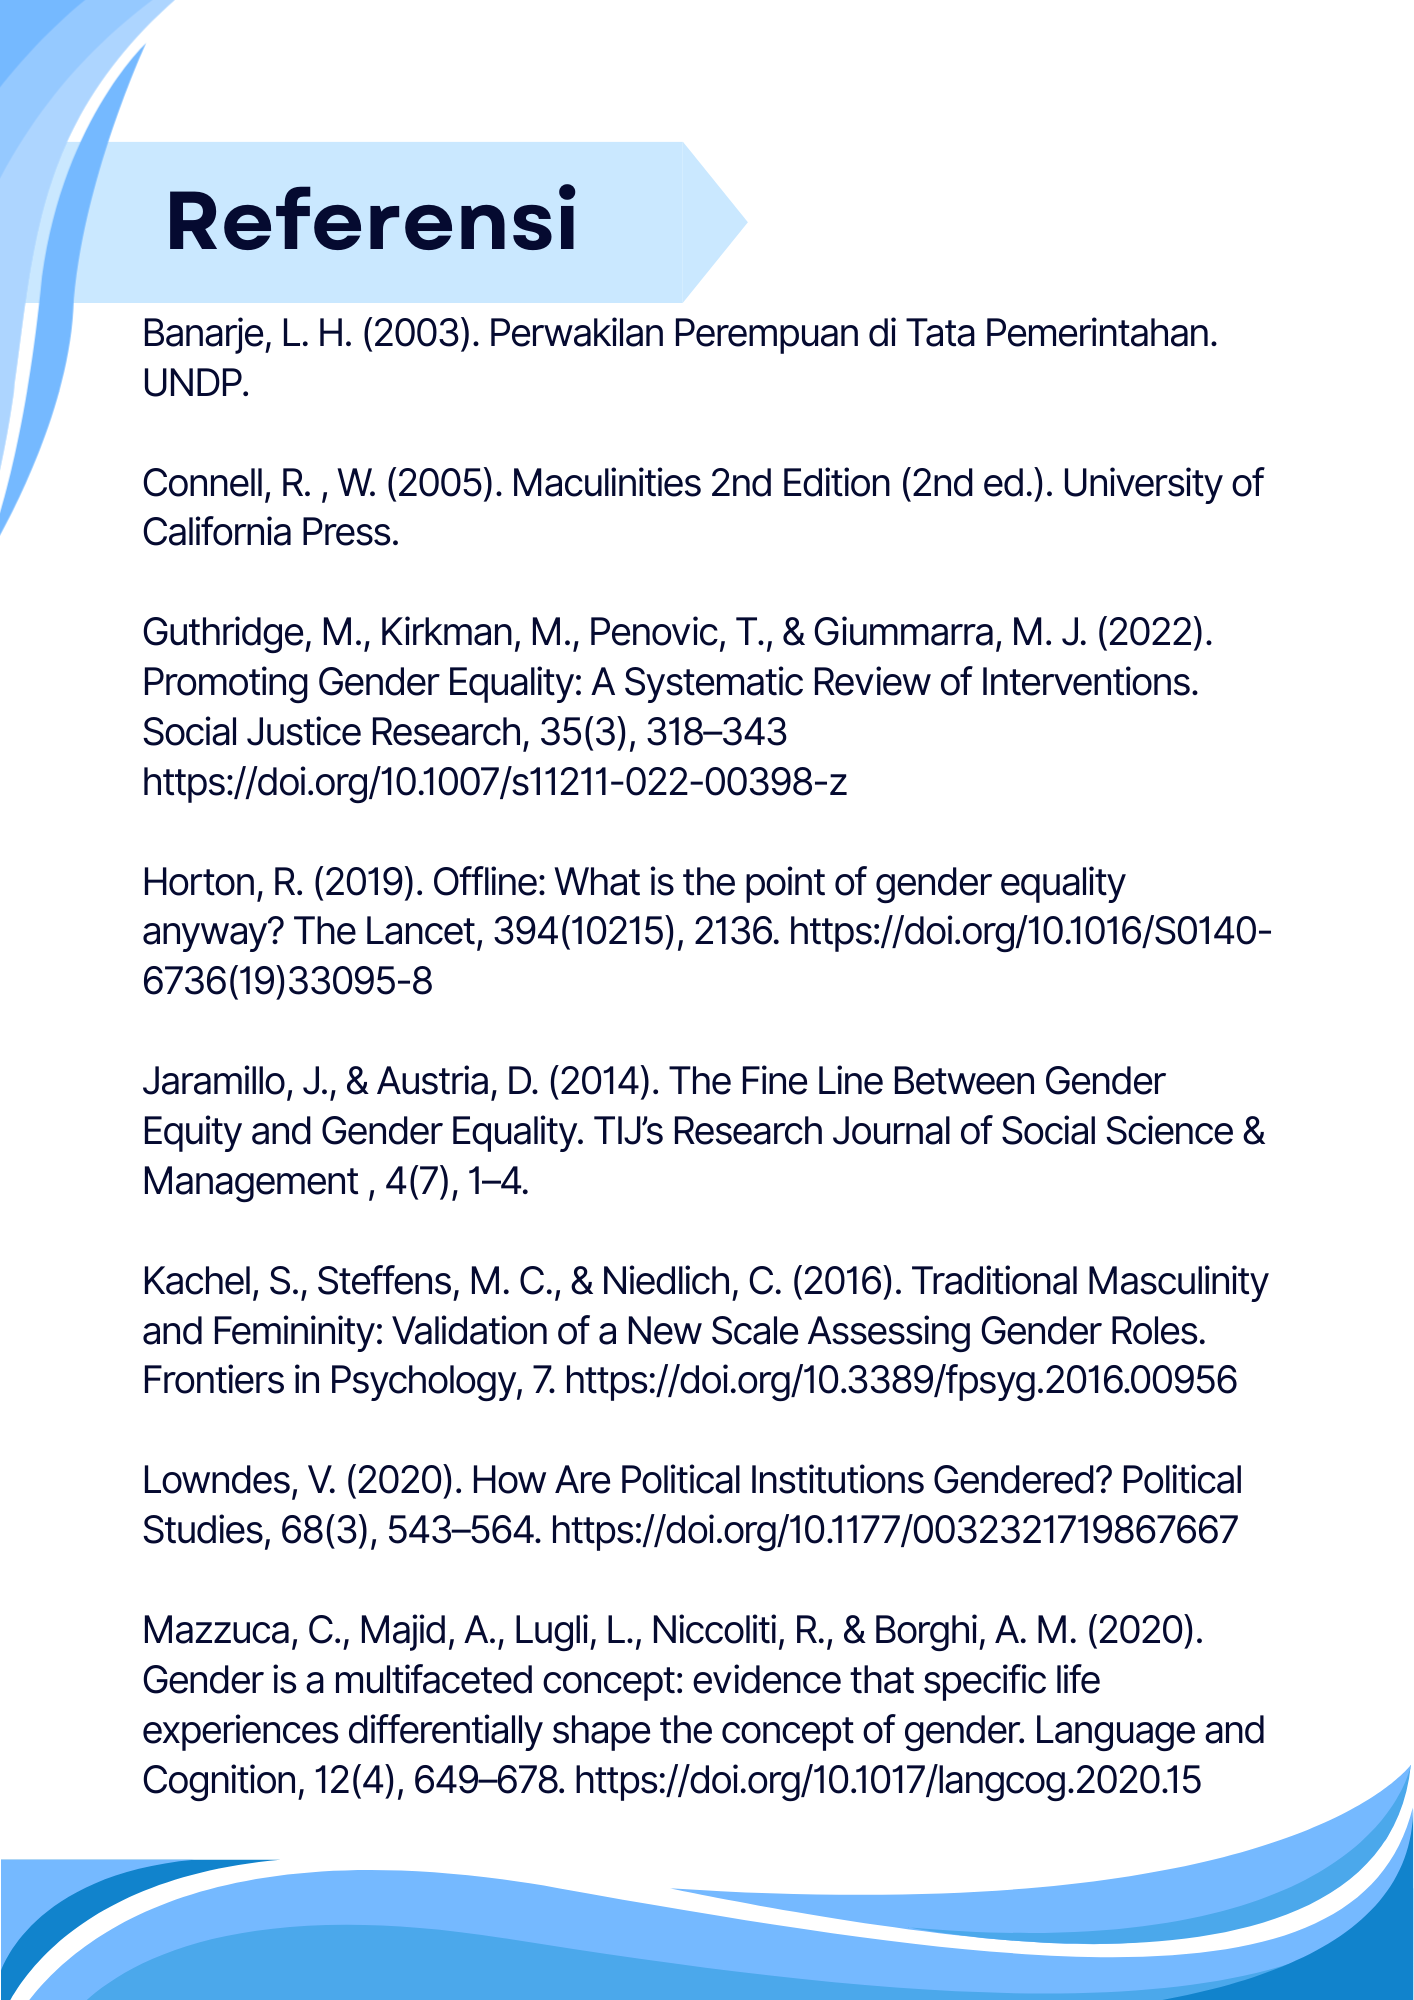 Referensi
Banarje, L. H. (2003). Perwakilan Perempuan di Tata Pemerintahan.
UNDP.
Connell, R. , W. (2005). Maculinities 2nd Edition (2nd ed.). University of
California Press.
Guthridge, M., Kirkman, M., Penovic, T., & Giummarra, M. J. (2022).
Promoting Gender Equality: A Systematic Review of Interventions.
Social Justice Research, 35(3), 318–343
https://doi.org/10.1007/s11211-022-00398-z
Horton, R. (2019). Offline: What is the point of gender equality
anyway? The Lancet, 394(10215), 2136. https://doi.org/10.1016/S0140-
6736(19)33095-8
Jaramillo, J., & Austria, D. (2014). The Fine Line Between Gender
Equity and Gender Equality. TIJ’s Research Journal of Social Science &
Management , 4(7), 1–4.
Kachel, S., Steffens, M. C., & Niedlich, C. (2016). Traditional Masculinity
and Femininity: Validation of a New Scale Assessing Gender Roles.
Frontiers in Psychology, 7. https://doi.org/10.3389/fpsyg.2016.00956
Lowndes, V. (2020). How Are Political Institutions Gendered? Political
Studies, 68(3), 543–564. https://doi.org/10.1177/0032321719867667
Mazzuca, C., Majid, A., Lugli, L., Niccoliti, R., & Borghi, A. M. (2020).
Gender is a multifaceted concept: evidence that specific life
experiences differentially shape the concept of gender. Language and
Cognition, 12(4), 649–678. https://doi.org/10.1017/langcog.2020.15